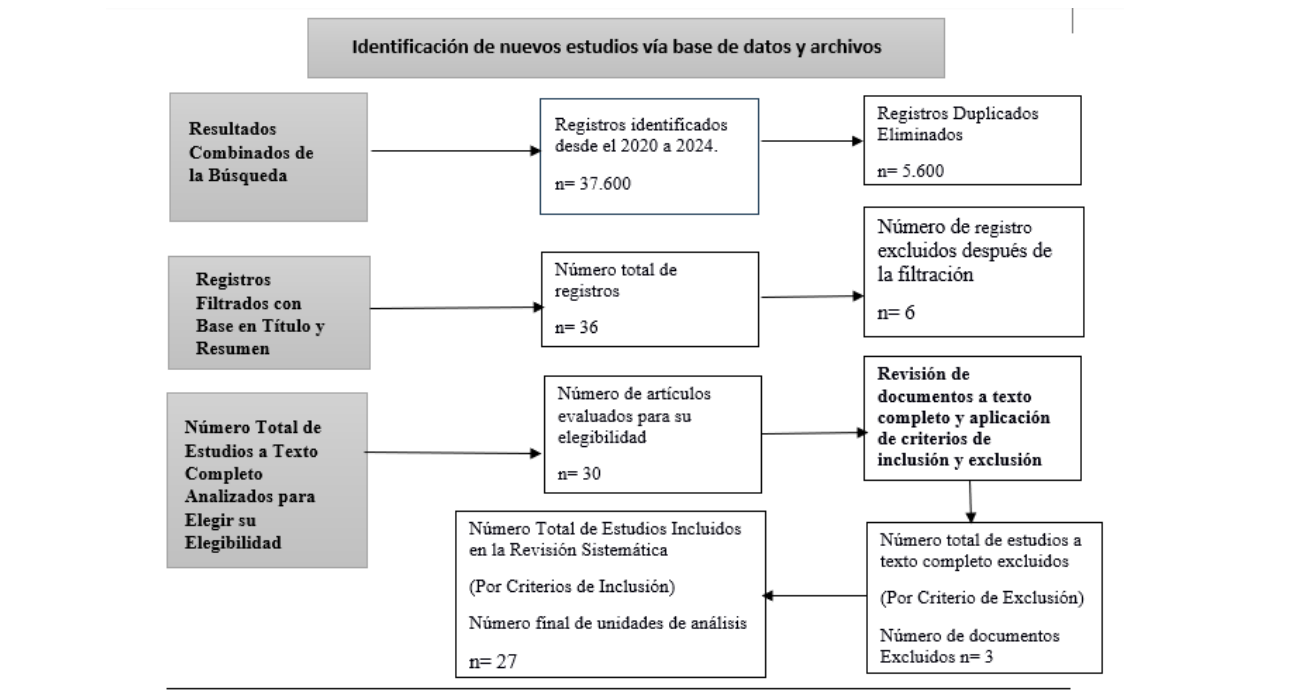 Identificación de nuevos estudios vía base de datos y archivos
Resultados
Combinados de
la Búsqueda
Registros identificados
desde el 2020 a 2024.
n= 37.600
Registros Duplicados
Eliminados
n= 5.600
Registros
Filtrados con
Base en Título y
Resumen
Número total de
registros
n= 36
Número de registro
excluidos después de
la filtración
n= 6
Número Total de
Estudios a Texto
Completo
Analizados para
Elegir su
Elegibilidad
Número de artículos
evaluados para su
elegibilidad
n= 30
Revisión de
documentos a texto
completo y aplicación
de criterios de
inclusión y exclusión
Número total de estudios a
texto completo excluidos
(Por Criterio de Exclusión)
Número de documentos
Excluidos n= 3
Número Total de Estudios Incluidos
en la Revisión Sistemática
(Por Criterios de Inclusión)
Número final de unidades de análisis
n= 27